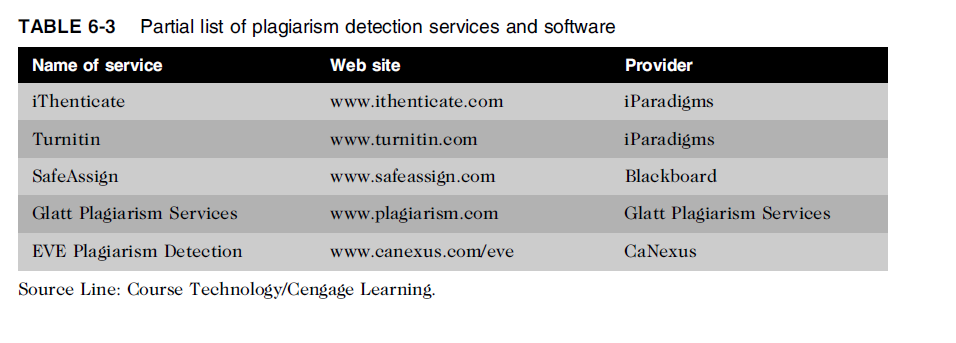 TABLE 6-3 Partial list of plagiarism detection services and software
Name of service Web site Provider
iThenticate www.ithenticate.com iParadigms
Turnitin www.turnitin.com iParadigms
SafeAssign www.safeassign.com Blackboard
Glatt Plagiarism Services www.plagiarism.com Glatt Plagiarism Services
EVE Plagiarism Detection www.canexus.com/eve CaNexus
Source Line: Course Technology/Cengage Learning.